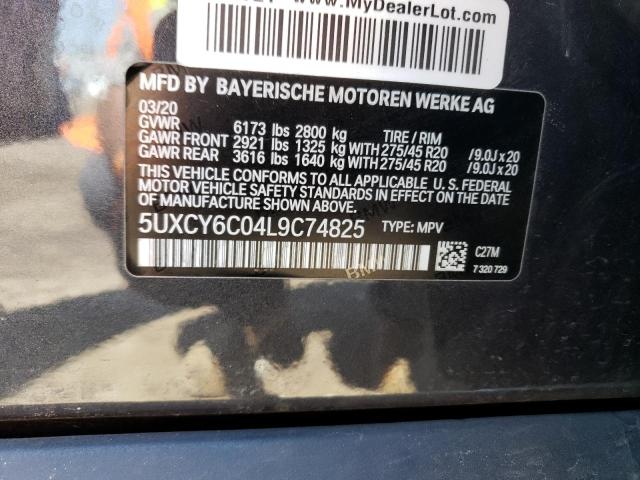 www.MyDealerLot.com
MFD BY BAYERISCHE MOTOREN WERKE AG
03/20
GVWR 6173 lbs 2800 kg TIRE / RIM
GAWR FRONT 2921 lbs 1325 kg WITH 275/45 R20 /9.0J x 20
GAWR REAR 3616 lbs 1640 kg WITH 275/45 R20 /9.0J x 20
THIS VEHICLE CONFORMS TO ALL APPLICABLE U. S. FEDERAL
MOTOR VEHICLE SAFETY STANDARDS IN EFFECT ON THE DATE
OF MANUFACTURE SHOWN ABOVE.
5UXCY6C04L9C74825 TYPE: MPV
C27M
7 320 729
BMW